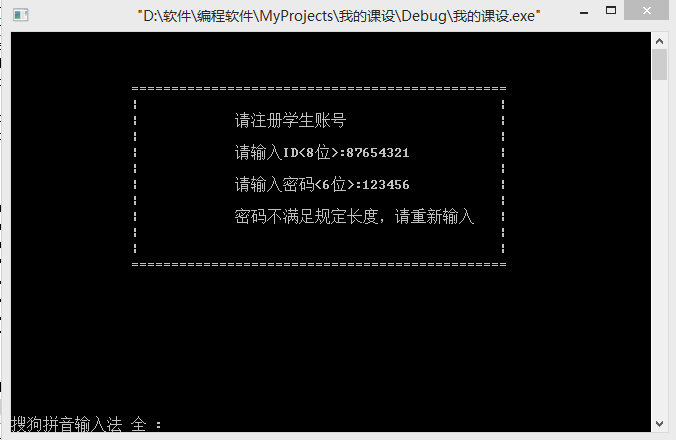 "D:\软件\编程软件\MyProjects\我的课设\Debug\我的课设.exe"
请注册学生账号
请输入ID<8位>:87654321
请输入密码<6位>:123456
密码不满足规定长度，请重新输入
搜狗拼音输入法 全 ：